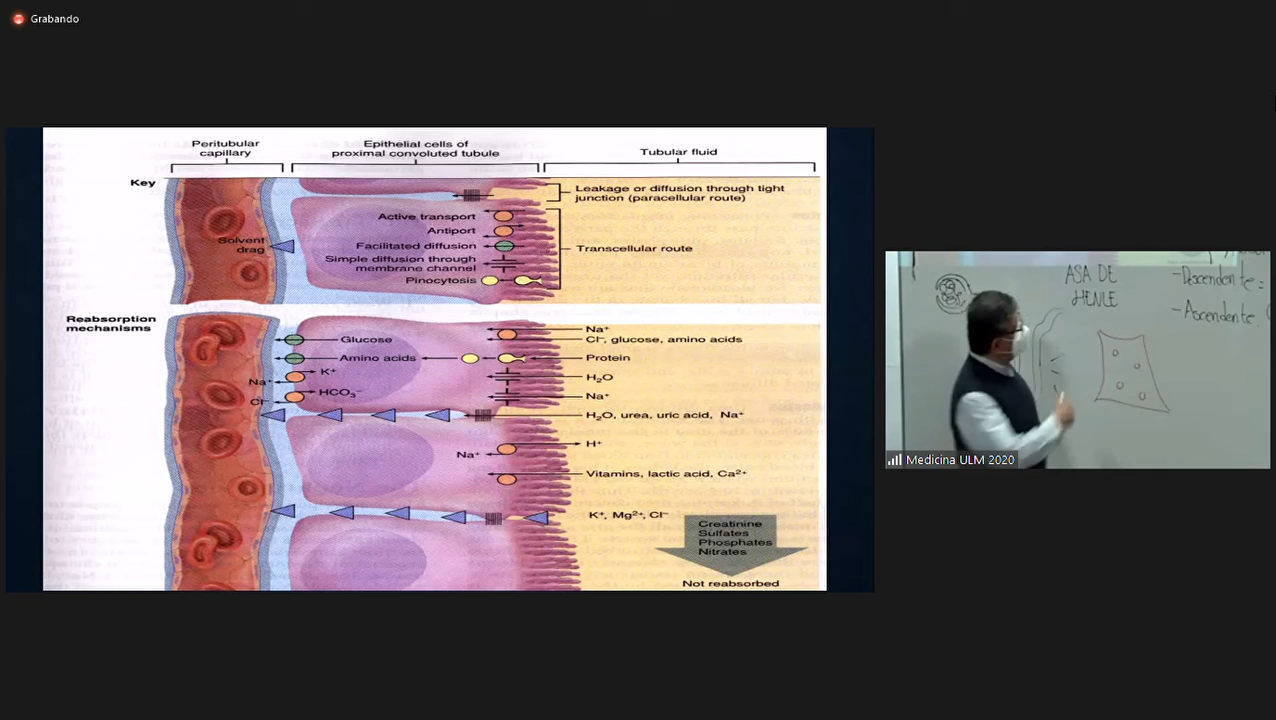 Grabando
Peritubular
capillary
Epithelial cells of
proximal convoluted tubule
Tubular fluid
Key
Leakage or diffusion through tight
junction (paracellular route)
Active transport
Antiport
Solvent
drag
Facilitated diffusion
Transcellular route
Simple diffusion through
membrane channel
Pinocytosis
Reabsorption
mechanisms
Na⁺
Glucose
Cl⁻, glucose, amino acids
Amino acids
Protein
K⁺
H₂O
Na⁺
HCO₃⁻
Na⁺
Cl⁻
H₂O, urea, uric acid, Na⁺
H⁺
Na⁺
Vitamins, lactic acid, Ca²⁺
K⁺, Mg²⁺, Cl⁻
Creatinine
Sulfates
Phosphates
Nitrates
Not reabsorbed
ASA DE
HENLE
- Descendente =
- Ascendente
Medicina ULM 2020